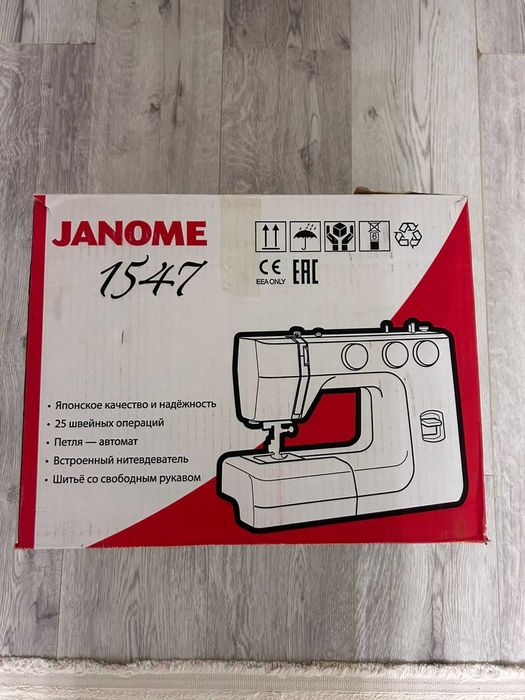 JANOME
1547
6
CE EAC
EEA ONLY
• Японское качество и надёжность
• 25 швейных операций
• Петля — автомат
• Встроенный нитевдеватель
• Шитьё со свободным рукавом